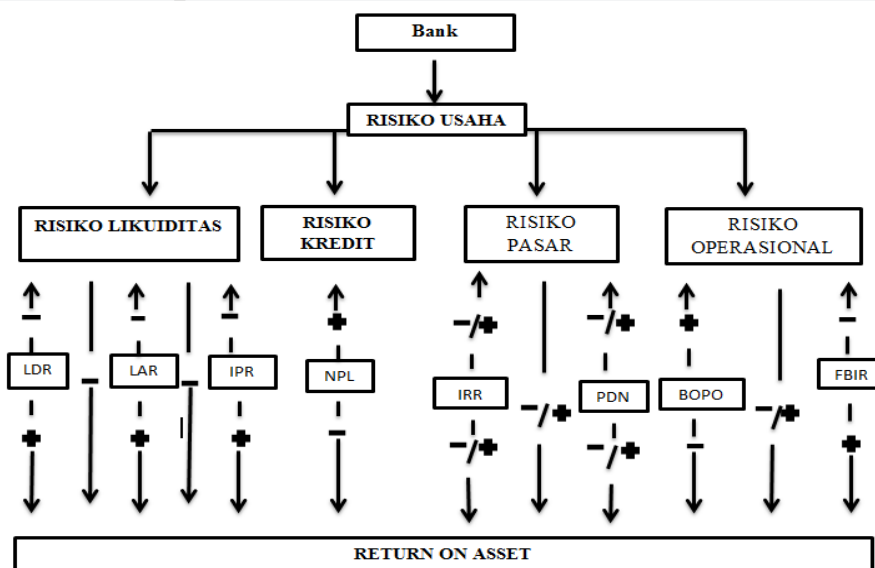 Bank
RISIKO USAHA
RISIKO LIKUIDITAS
RISIKO
KREDIT
RISIKO
PASAR
RISIKO
OPERASIONAL
LDR
LAR
IPR
NPL
IRR
PDN
BOPO
FBIR
− − − + −/+ −/+ + −
− − −/+ −/+
+ + + − −/+ −/+ − +
RETURN ON ASSET